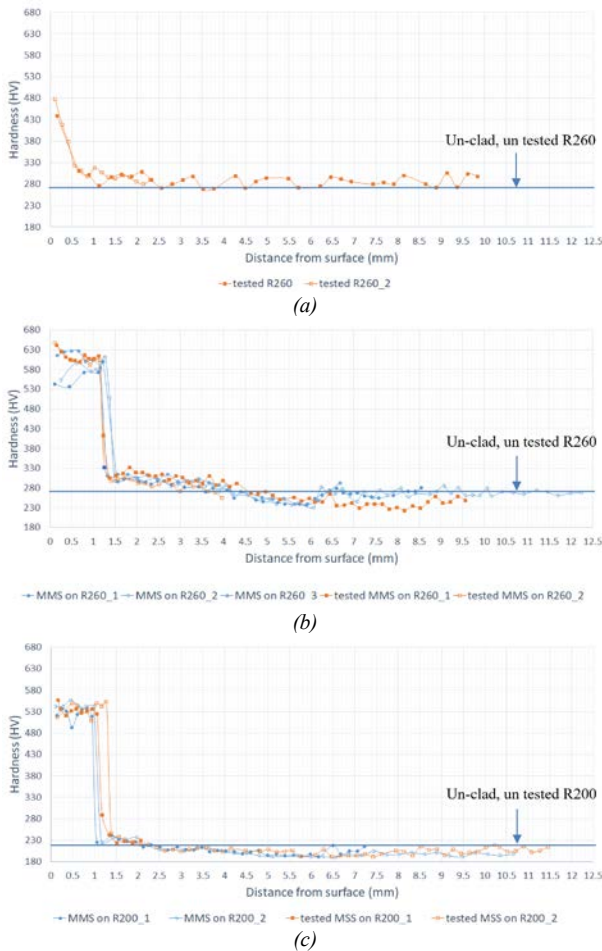 680
630
580
530
480
430
380
330
280
230
180
Hardness (HV)
Un-clad, un tested R260
0 0.5 1 1.5 2 2.5 3 3.5 4 4.5 5 5.5 6 6.5 7 7.5 8 8.5 9 9.5 10 10.5 11 11.5 12 12.5
Distance from surface (mm)
tested R260 tested R260_2
(a)
680
630
580
530
480
430
380
330
280
230
180
Hardness (HV)
Un-clad, un tested R260
0 0.5 1 1.5 2 2.5 3 3.5 4 4.5 5 5.5 6 6.5 7 7.5 8 8.5 9 9.5 10 10.5 11 11.5 12 12.5
Distance from surface (mm)
MMS on R260_1 MMS on R260_2 MMS on R260 3 tested MMS on R260_1 tested MMS on R260_2
(b)
680
630
580
530
480
430
380
330
280
230
180
Hardness (HV)
Un-clad, un tested R200
0 0.5 1 1.5 2 2.5 3 3.5 4 4.5 5 5.5 6 6.5 7 7.5 8 8.5 9 9.5 10 10.5 11 11.5 12 12.5
Distance from surface (mm)
MMS on R200_1 MMS on R200_2 tested MSS on R200_1 tested MSS on R200_2
(c)